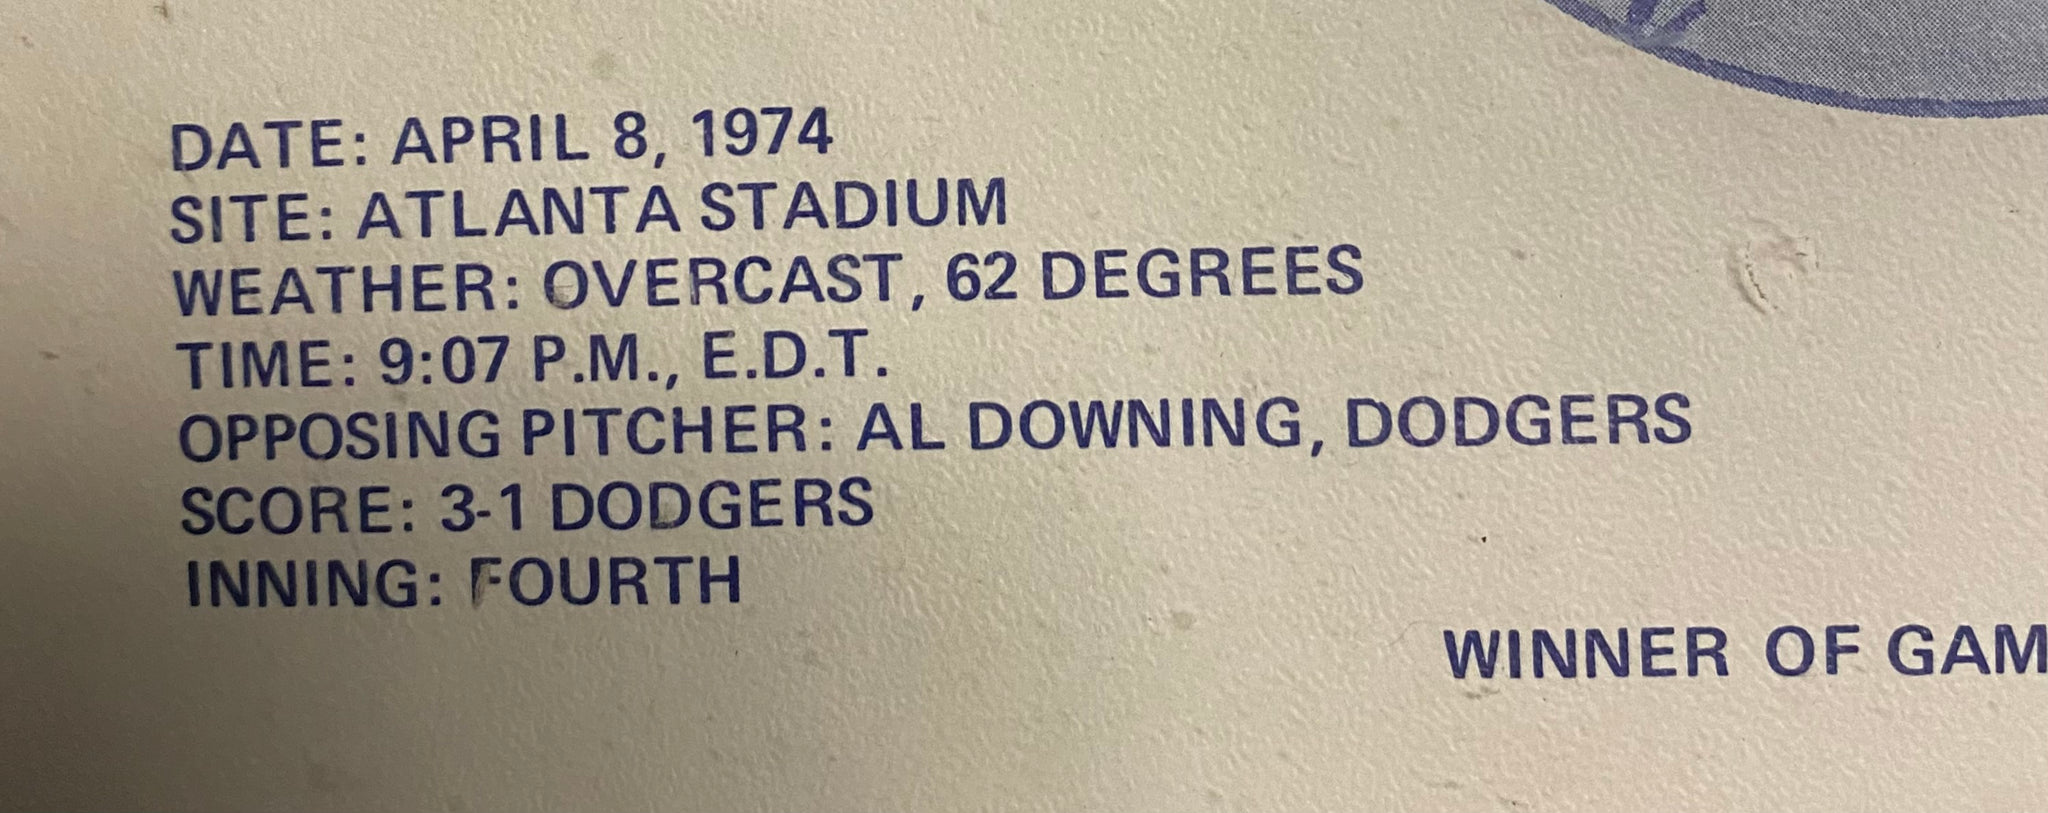 DATE: APRIL 8, 1974
SITE: ATLANTA STADIUM
WEATHER: OVERCAST, 62 DEGREES
TIME: 9:07 P.M., E.D.T.
OPPOSING PITCHER: AL DOWNING, DODGERS
SCORE: 3-1 DODGERS
INNING: FOURTH
WINNER OF GAM